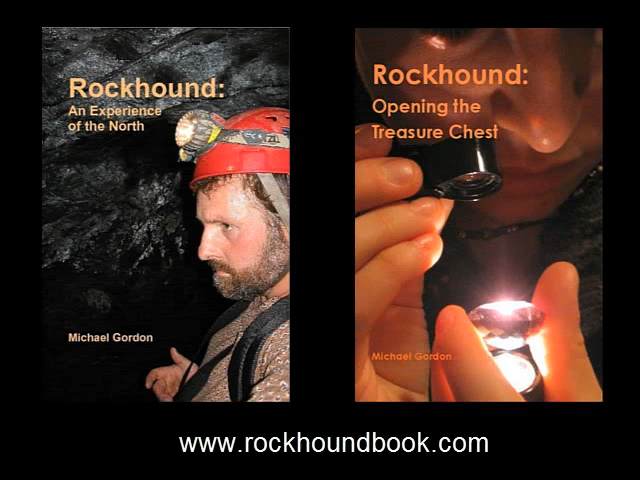 Rockhound:
An Experience
of the North
Michael Gordon
Rockhound:
Opening the
Treasure Chest
Michael Gordon
www.rockhoundbook.com